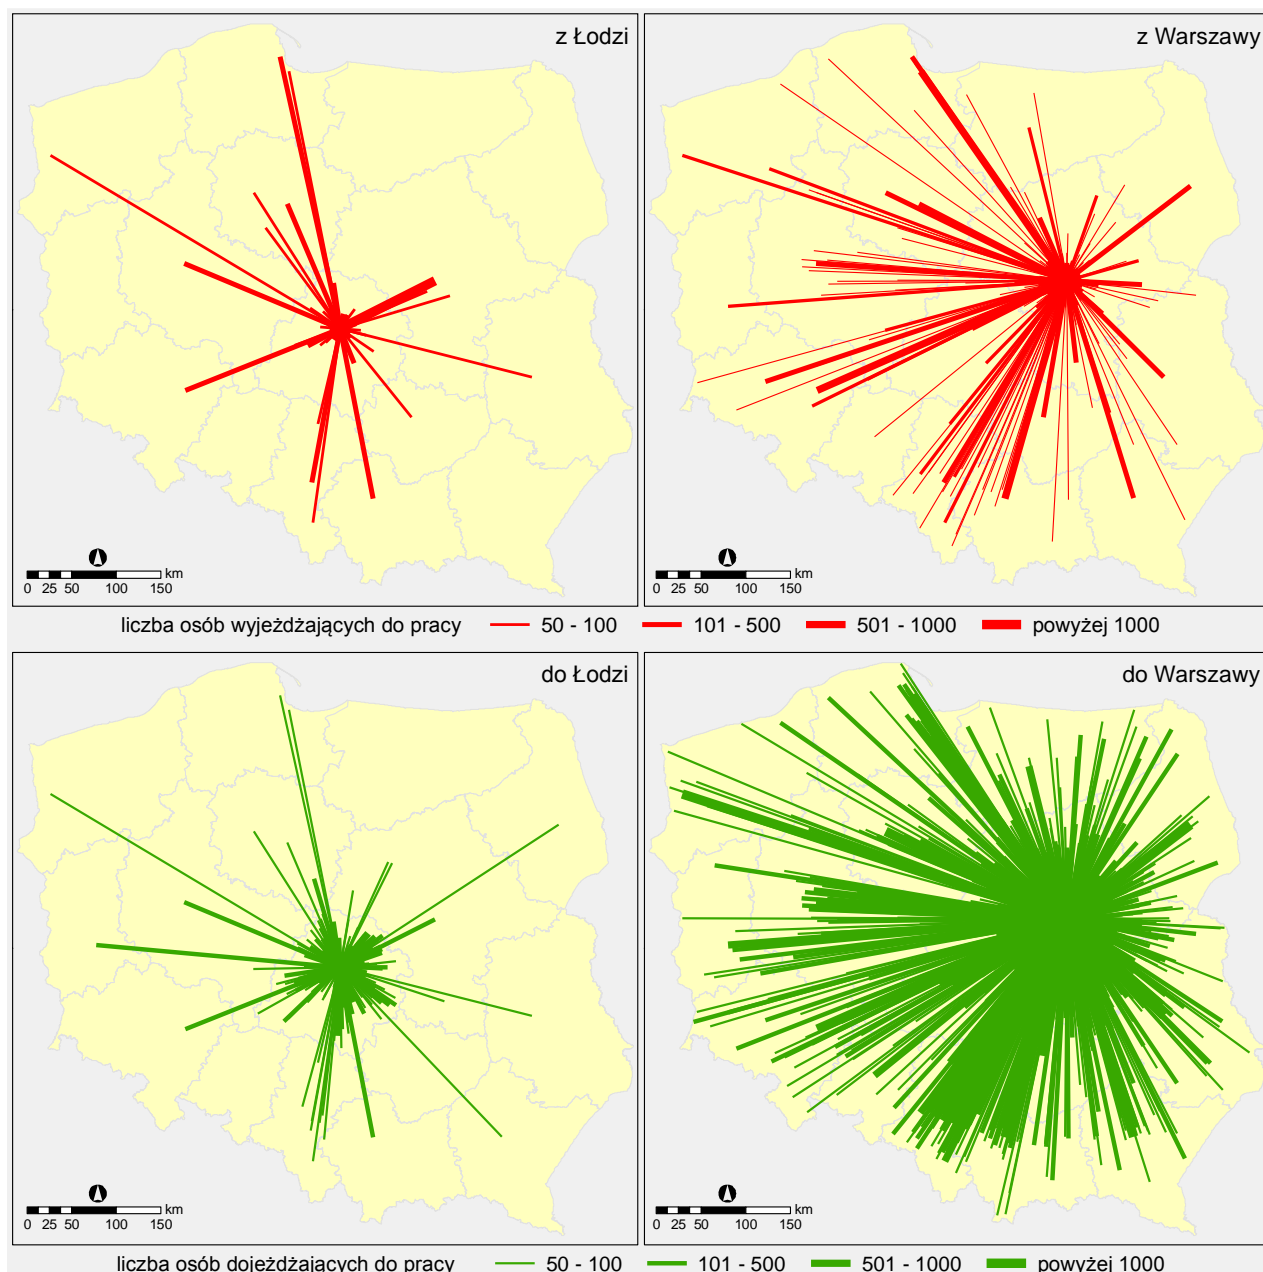 z Łodzi
z Warszawy
km
0 25 50 100 150
km
0 25 50 100 150
liczba osób wyjeżdżających do pracy 50 - 100 101 - 500 501 - 1000 powyżej 1000
do Łodzi
do Warszawy
km
0 25 50 100 150
km
0 25 50 100 150
liczba osób dojeżdżających do pracy 50 - 100 101 - 500 501 - 1000 powyżej 1000